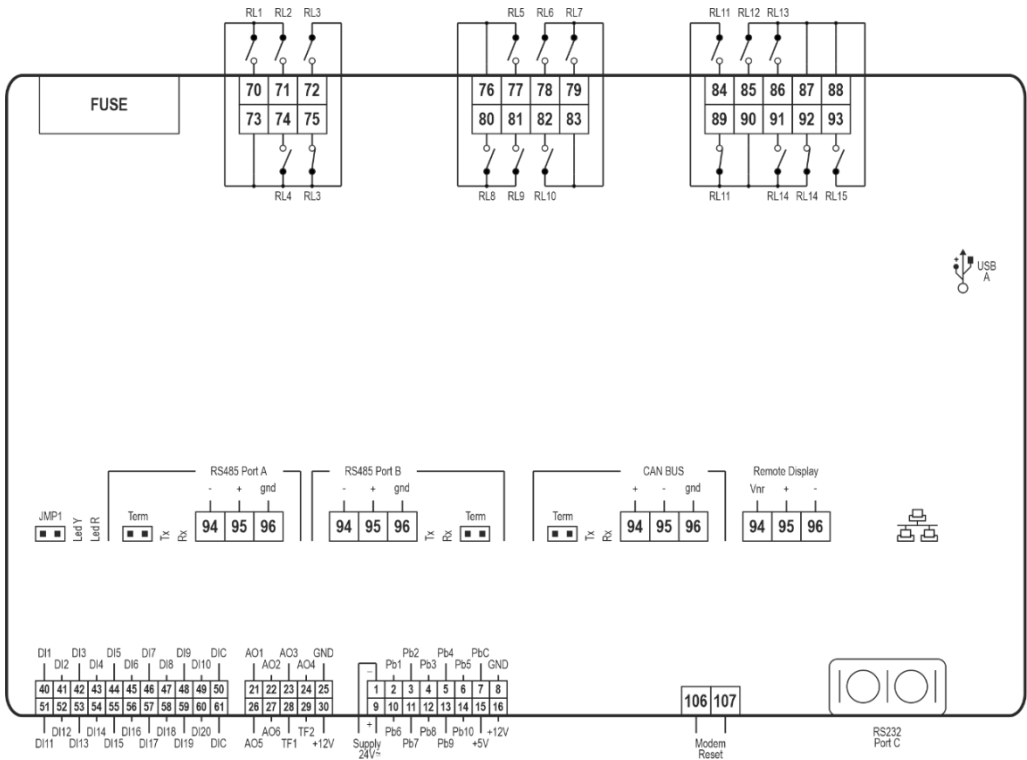 RL1 RL2 RL3 RL5 RL6 RL7 RL11 RL12 RL13
FUSE
70 71 72 76 77 78 79 84 85 86 87 88
73 74 75 80 81 82 83 89 90 91 92 93
RL4 RL3 RL8 RL9 RL10 RL11 RL14 RL14 RL15
USB
A
RS485 Port A RS485 Port B CAN BUS Remote Display
- + gnd - + gnd + - gnd Vnr + -
JMP1 Led Y Led R Term Tx Rx 94 95 96 94 95 96 Tx Rx Term Term Tx Rx 94 95 96 94 95 96
DI1 DI3 DI5 DI7 DI9 DIC AO1 AO3 GND Pb2 Pb4 PbC
DI2 DI4 DI6 DI8 DI10 AO2 AO4 - Pb1 Pb3 Pb5 GND
40 41 42 43 44 45 46 47 48 49 50 21 22 23 24 25 1 2 3 4 5 6 7 8
51 52 53 54 55 56 57 58 59 60 61 26 27 28 29 30 9 10 11 12 13 14 15 16
106 107
DI12 DI14 DI16 DI18 DI20 AO6 TF2 + Pb6 Pb8 Pb10 +12V
DI11 DI13 DI15 DI17 DI19 DIC AO5 TF1 +12V Supply Pb7 Pb9 +5V
24V~
Modem
Reset
RS232
Port C